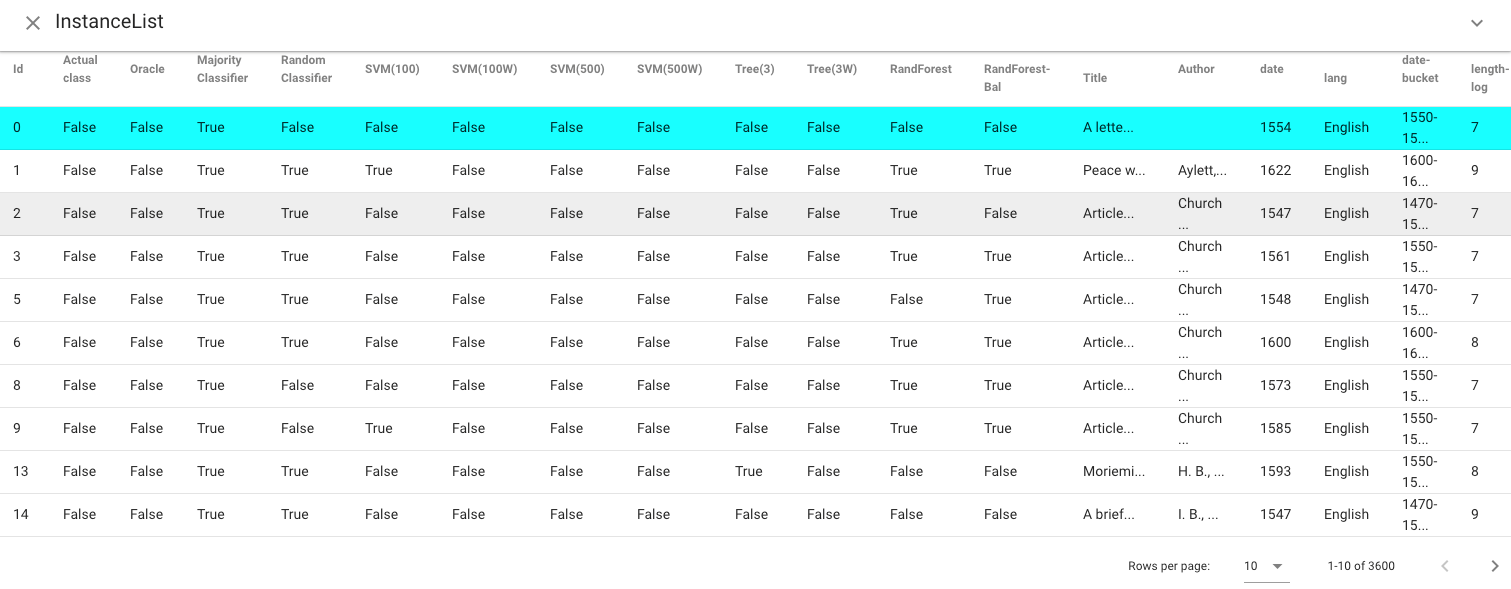 InstanceList
Id Actual class Oracle Majority Classifier Random Classifier SVM(100) SVM(100W) SVM(500) SVM(500W) Tree(3) Tree(3W) RandForest RandForest-Bal Title Author date lang date-bucket length-log
0 False False True False False False False False False False False False A lette... 1554 English 1550-15... 7
1 False False True True True False False False False False True True Peace w... Aylett,... 1622 English 1600-16... 9
2 False False True True False False False False False False True False Article... Church ... 1547 English 1470-15... 7
3 False False True True False False False False False False True True Article... Church ... 1561 English 1550-15... 7
5 False False True True False False False False False False False True Article... Church ... 1548 English 1470-15... 7
6 False False True True False False False False False False True True Article... Church ... 1600 English 1600-16... 8
8 False False True False False False False False False False True True Article... Church ... 1573 English 1550-15... 7
9 False False True False True False False False False False True True Article... Church ... 1585 English 1550-15... 7
13 False False True True False False False False True False False False Moriemi... H. B., ... 1593 English 1550-15... 8
14 False False True True False False False False False False False False A brief... I. B., ... 1547 English 1470-15... 9
Rows per page: 10 1-10 of 3600